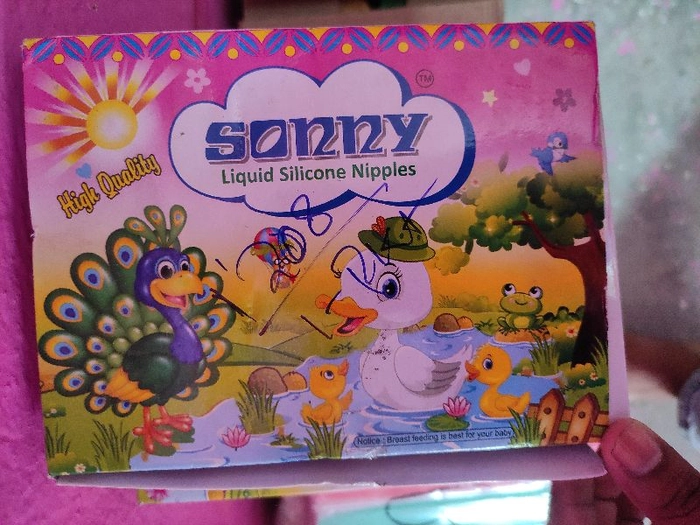 TM
SONNY
Liquid Silicone Nipples
High Quality
Notice : Breast feeding is best for your baby